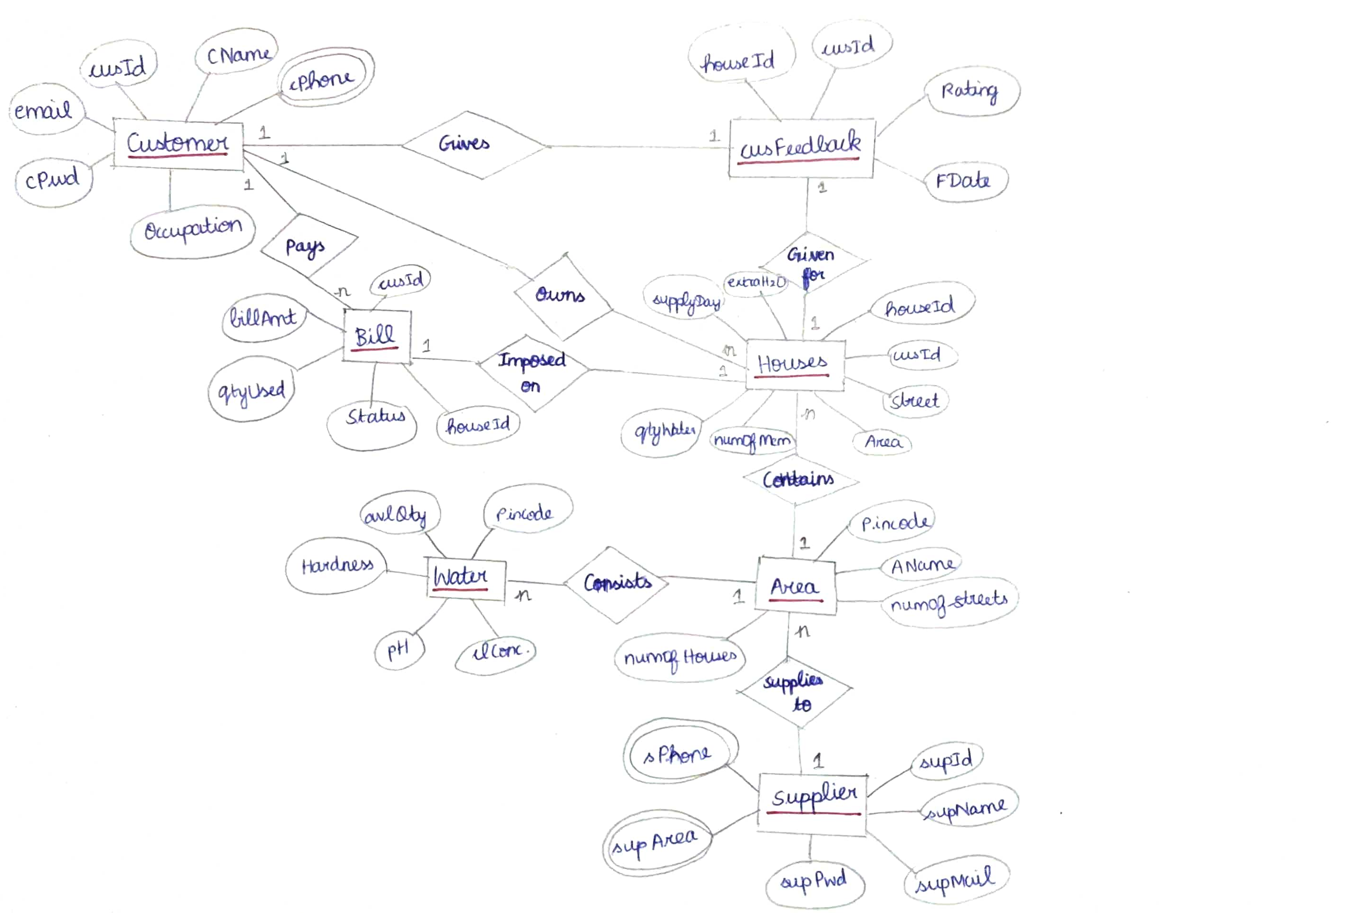 cusId
CName
cPhone
email
Customer
cPwd
Occupation
1
1
1
Gives
1
houseId
cusId
Rating
cusFeedback
FDate
1
Pays
n
cusId
billAmt
Bill
qtyUsed
Status
houseId
1
Owns
Imposed
on
n
1
Given
for
supplyDay
extraH2O
1
houseId
cusId
Houses
Street
Area
numOfMem
qtyWater
n
Contains
1
avlQty
Pincode
Hardness
Water
pH
clConc.
n
Consists
1
Area
Pincode
AName
numOfStreets
numOfHouses
n
supplies
to
1
sPhone
supId
supplier
supName
supArea
supPwd
supMail